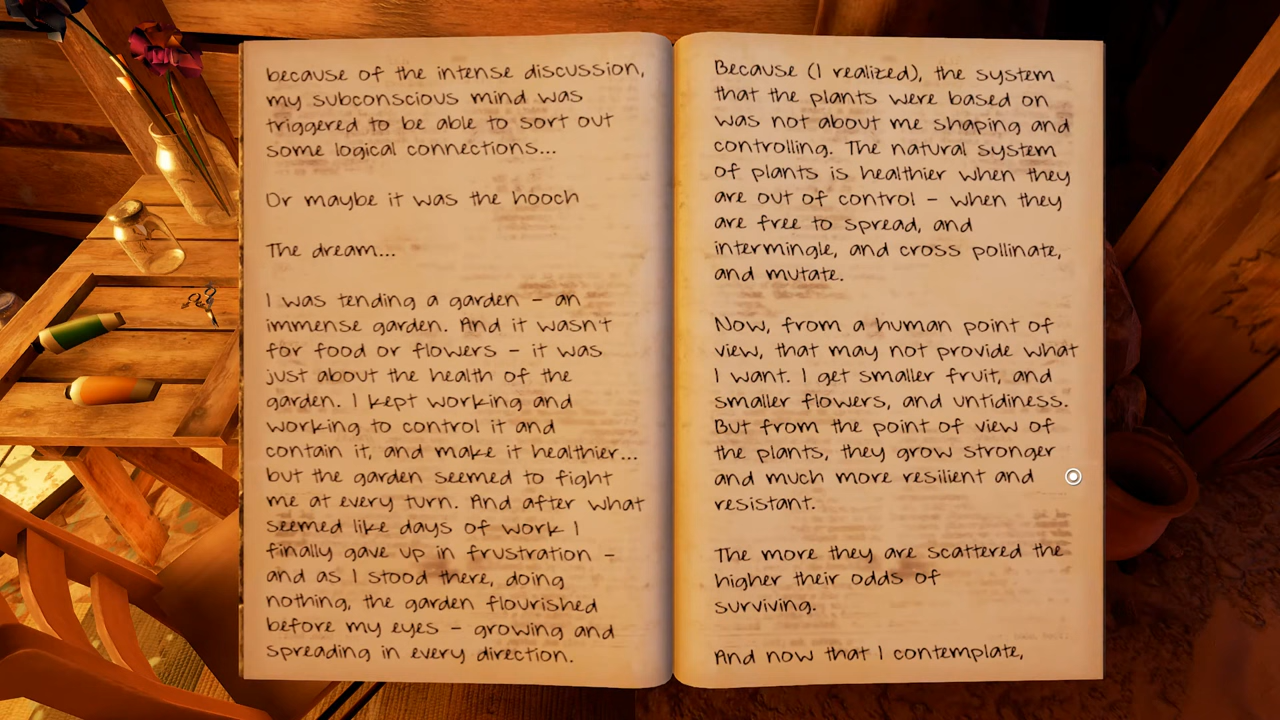 because of the intense discussion,
my subconscious mind was
triggered to be able to sort out
some logical connections...
Or maybe it was the hooch
The dream...
I was tending a garden - an
immense garden. And it wasn't
for food or flowers - it was
just about the health of the
garden. I kept working and
working to control it and
contain it, and make it healthier...
but the garden seemed to fight
me at every turn. And after what
seemed like days of work I
finally gave up in frustration -
and as I stood there, doing
nothing, the garden flourished
before my eyes - growing and
spreading in every direction.
Because (I realized), the system
that the plants were based on
was not about me shaping and
controlling. The natural system
of plants is healthier when they
are out of control - when they
are free to spread, and
intermingle, and cross pollinate,
and mutate.
Now, from a human point of
view, that may not provide what
I want. I get smaller fruit, and
smaller flowers, and untidiness.
But from the point of view of
the plants, they grow stronger
and much more resilient and
resistant.
The more they are scattered the
higher their odds of
surviving.
And now that I contemplate,